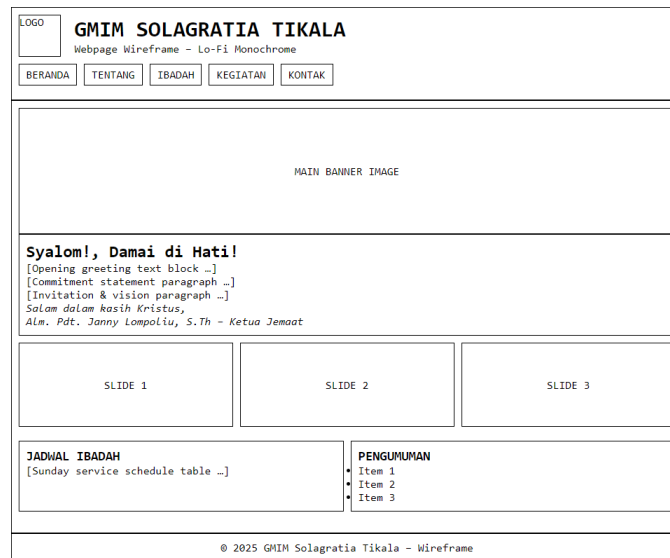 LOGO
GMIM SOLAGRATIA TIKALA
Webpage Wireframe – Lo-Fi Monochrome
BERANDA TENTANG IBADAH KEGIATAN KONTAK
MAIN BANNER IMAGE
Syalom!, Damai di Hati!
[Opening greeting text block …]
[Commitment statement paragraph …]
[Invitation & vision paragraph …]
Salam dalam kasih Kristus,
Alm. Pdt. Janny Lompoliu, S.Th – Ketua Jemaat
SLIDE 1 SLIDE 2 SLIDE 3
JADWAL IBADAH
[Sunday service schedule table …]
PENGUMUMAN
• Item 1
• Item 2
• Item 3
© 2025 GMIM Solagratia Tikala – Wireframe